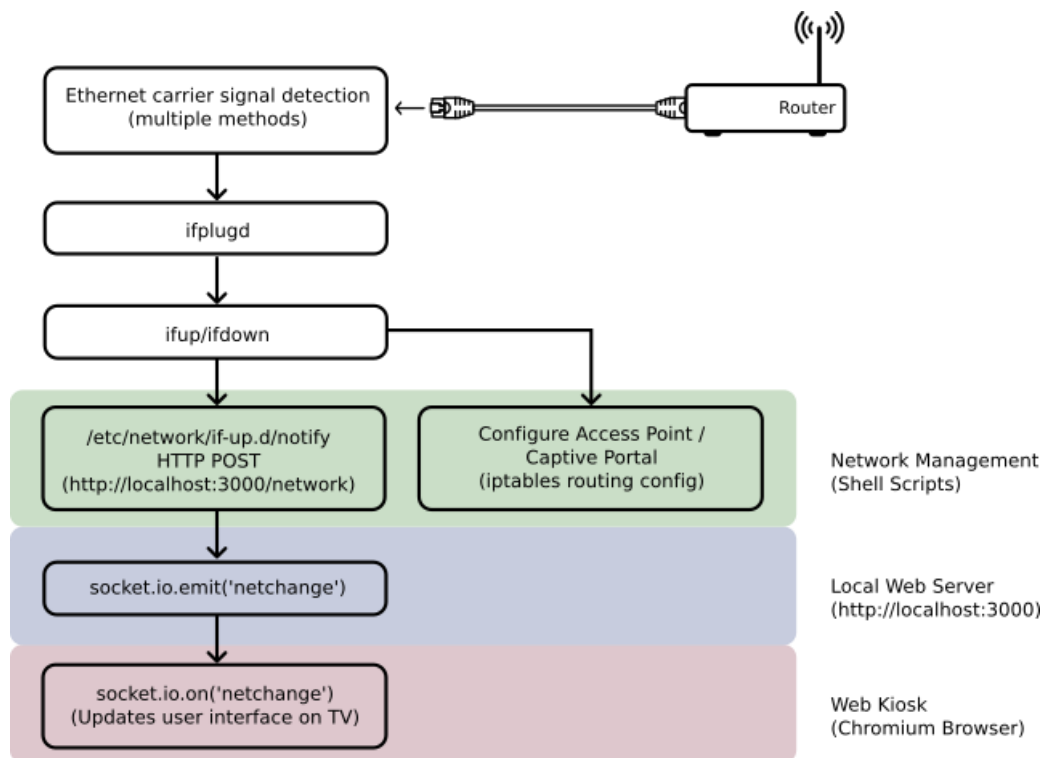 Router
Ethernet carrier signal detection
(multiple methods)
ifplugd
ifup/ifdown
/etc/network/if-up.d/notify
HTTP POST
(http://localhost:3000/network)
Configure Access Point /
Captive Portal
(iptables routing config)
Network Management
(Shell Scripts)
socket.io.emit('netchange')
Local Web Server
(http://localhost:3000)
socket.io.on('netchange')
(Updates user interface on TV)
Web Kiosk
(Chromium Browser)